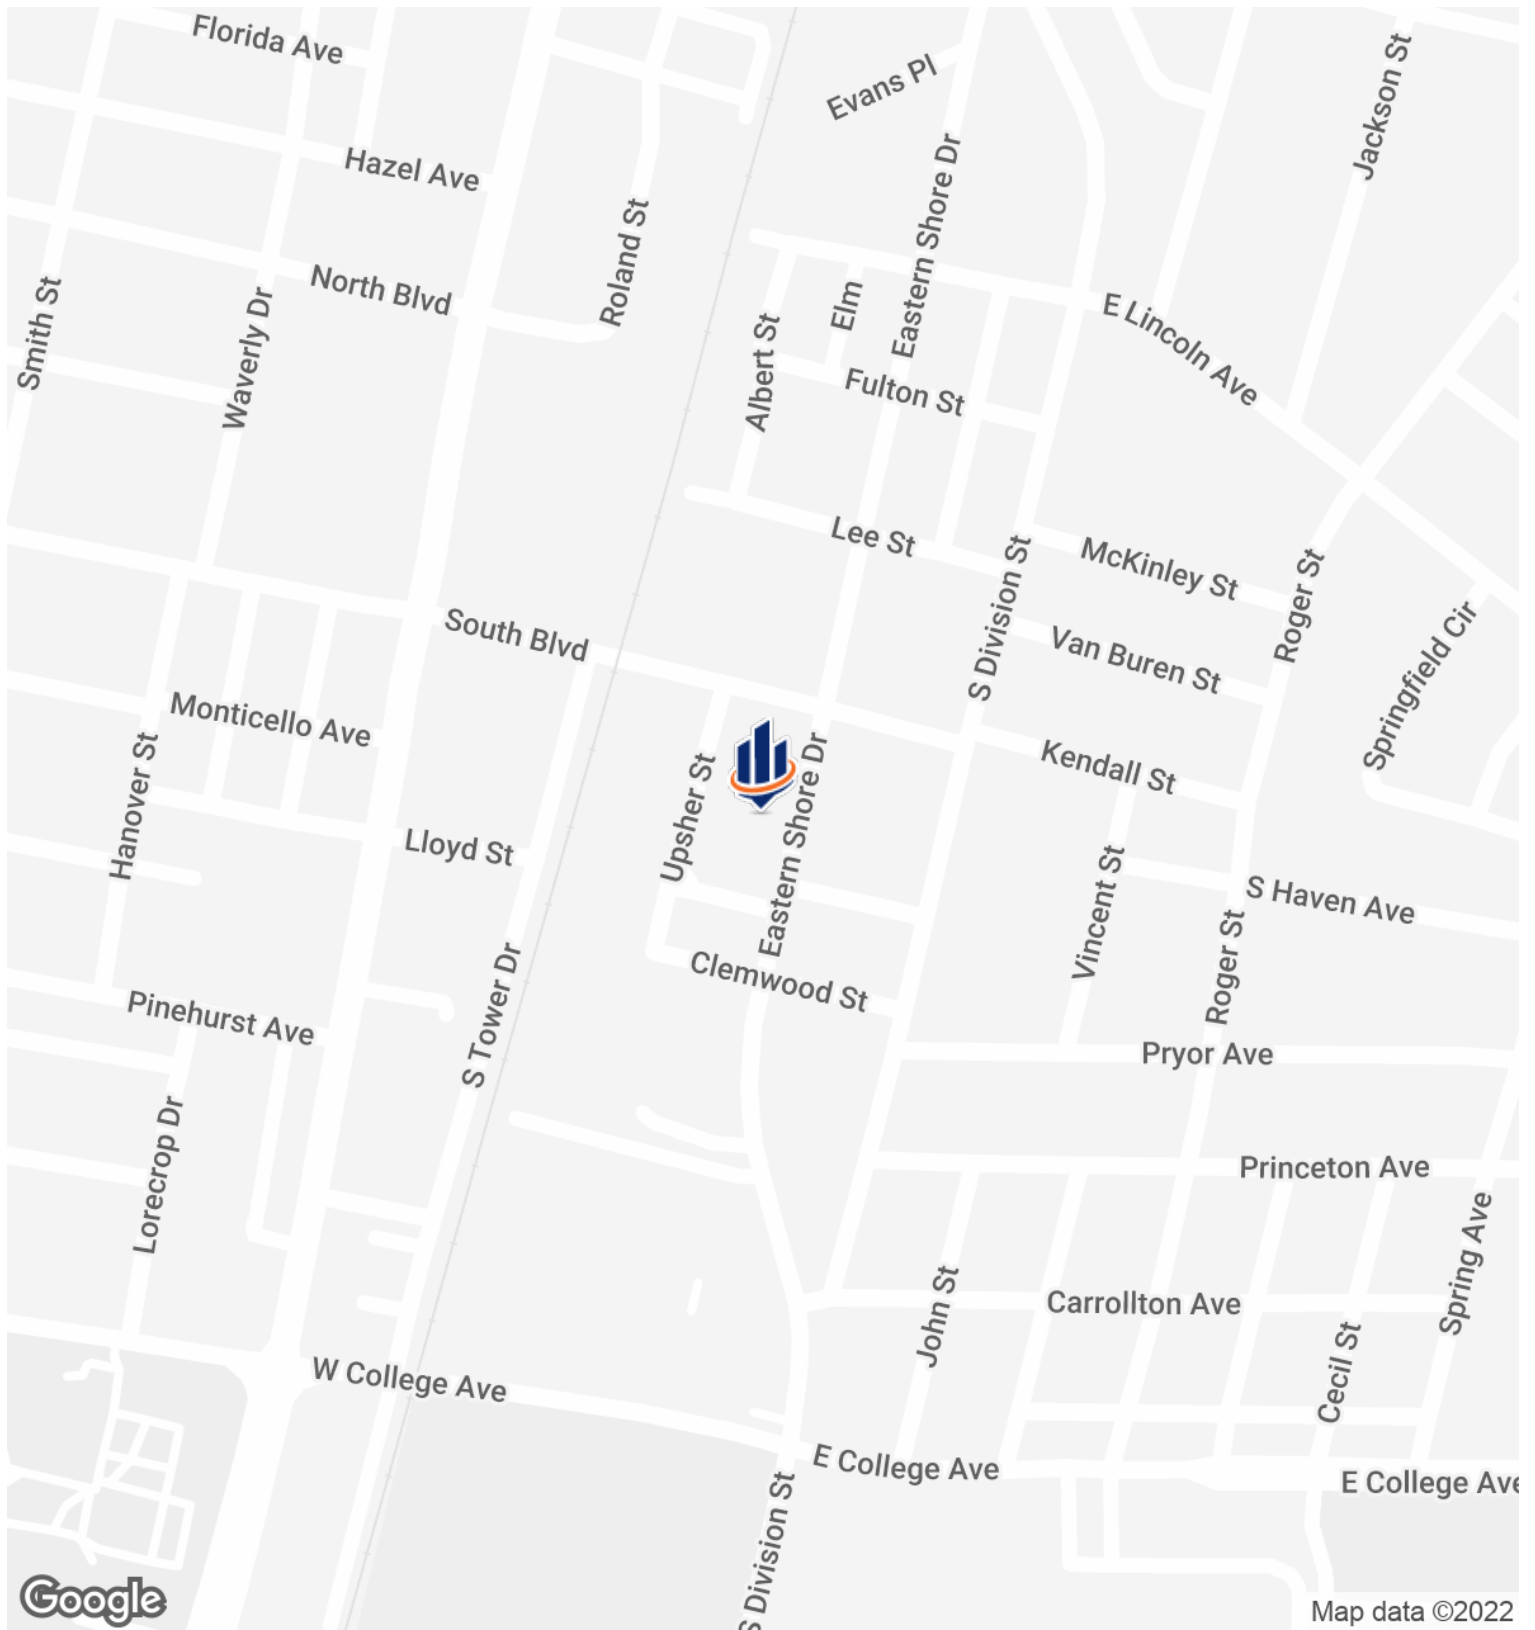 Florida Ave
Evans Pl
Jackson St
Hazel Ave
Eastern Shore Dr
Roland St
North Blvd
Smith St
Waverly Dr
Elm
E Lincoln Ave
Albert St
Fulton St
Lee St
McKinley St
Roger St
S Division St
South Blvd
Van Buren St
Springfield Cir
Monticello Ave
Kendall St
Hanover St
Upsher St
Eastern Shore Dr
Lloyd St
Vincent St
S Haven Ave
Roger St
Clemwood St
S Tower Dr
Pinehurst Ave
Pryor Ave
Lorecrop Dr
Princeton Ave
Spring Ave
John St
Carrollton Ave
Cecil St
W College Ave
E College Ave
E College Ave
S Division St
Google
Map data ©2022